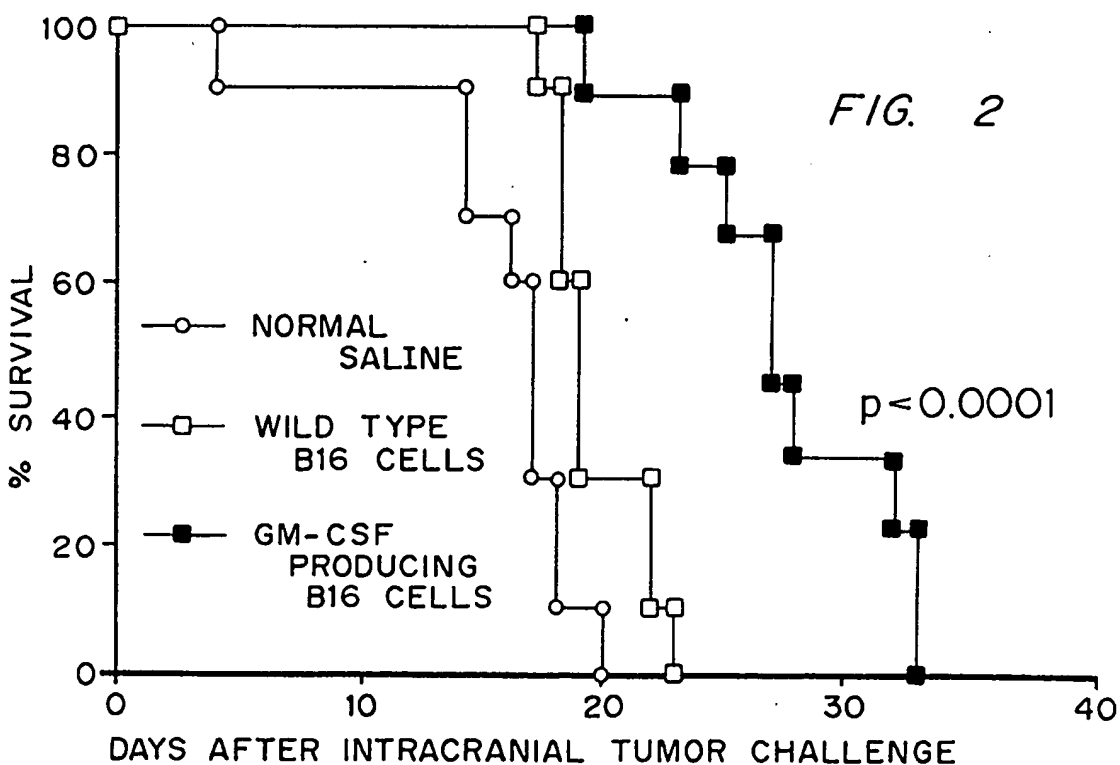 100
80
60
40
20
0
% SURVIVAL
FIG. 2
NORMAL
SALINE
WILD TYPE
B16 CELLS
GM-CSF
PRODUCING
B16 CELLS
p<0.0001
0 10 20 30 40
DAYS AFTER INTRACRANIAL TUMOR CHALLENGE